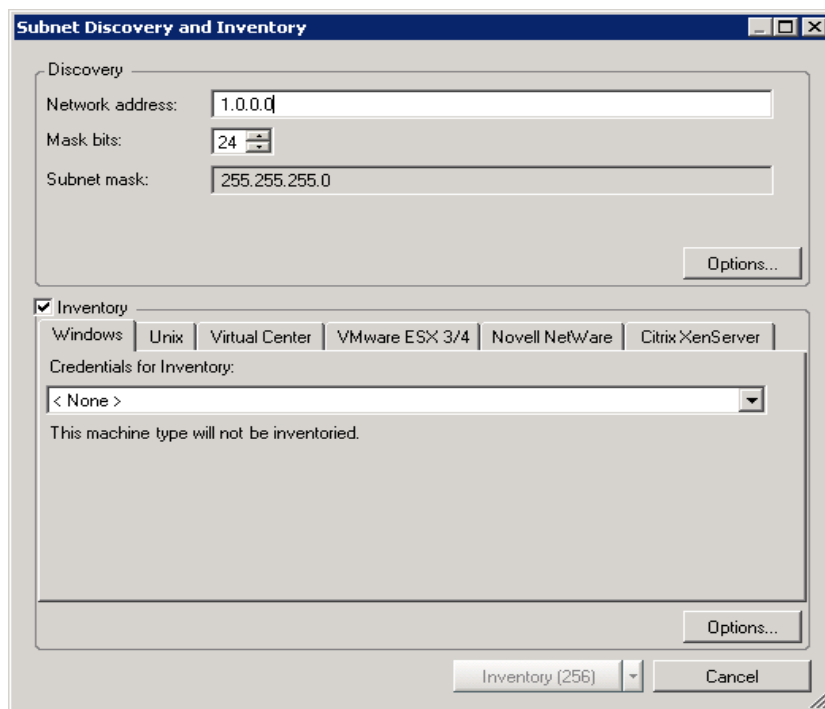 Subnet Discovery and Inventory
Discovery
Network address: 1.0.0.0
Mask bits: 24
Subnet mask: 255.255.255.0
Options...
Inventory
Windows Unix Virtual Center VMware ESX 3/4 Novell NetWare Citrix XenServer
Credentials for Inventory:
< None >
This machine type will not be inventoried.
Options...
Inventory (256) Cancel